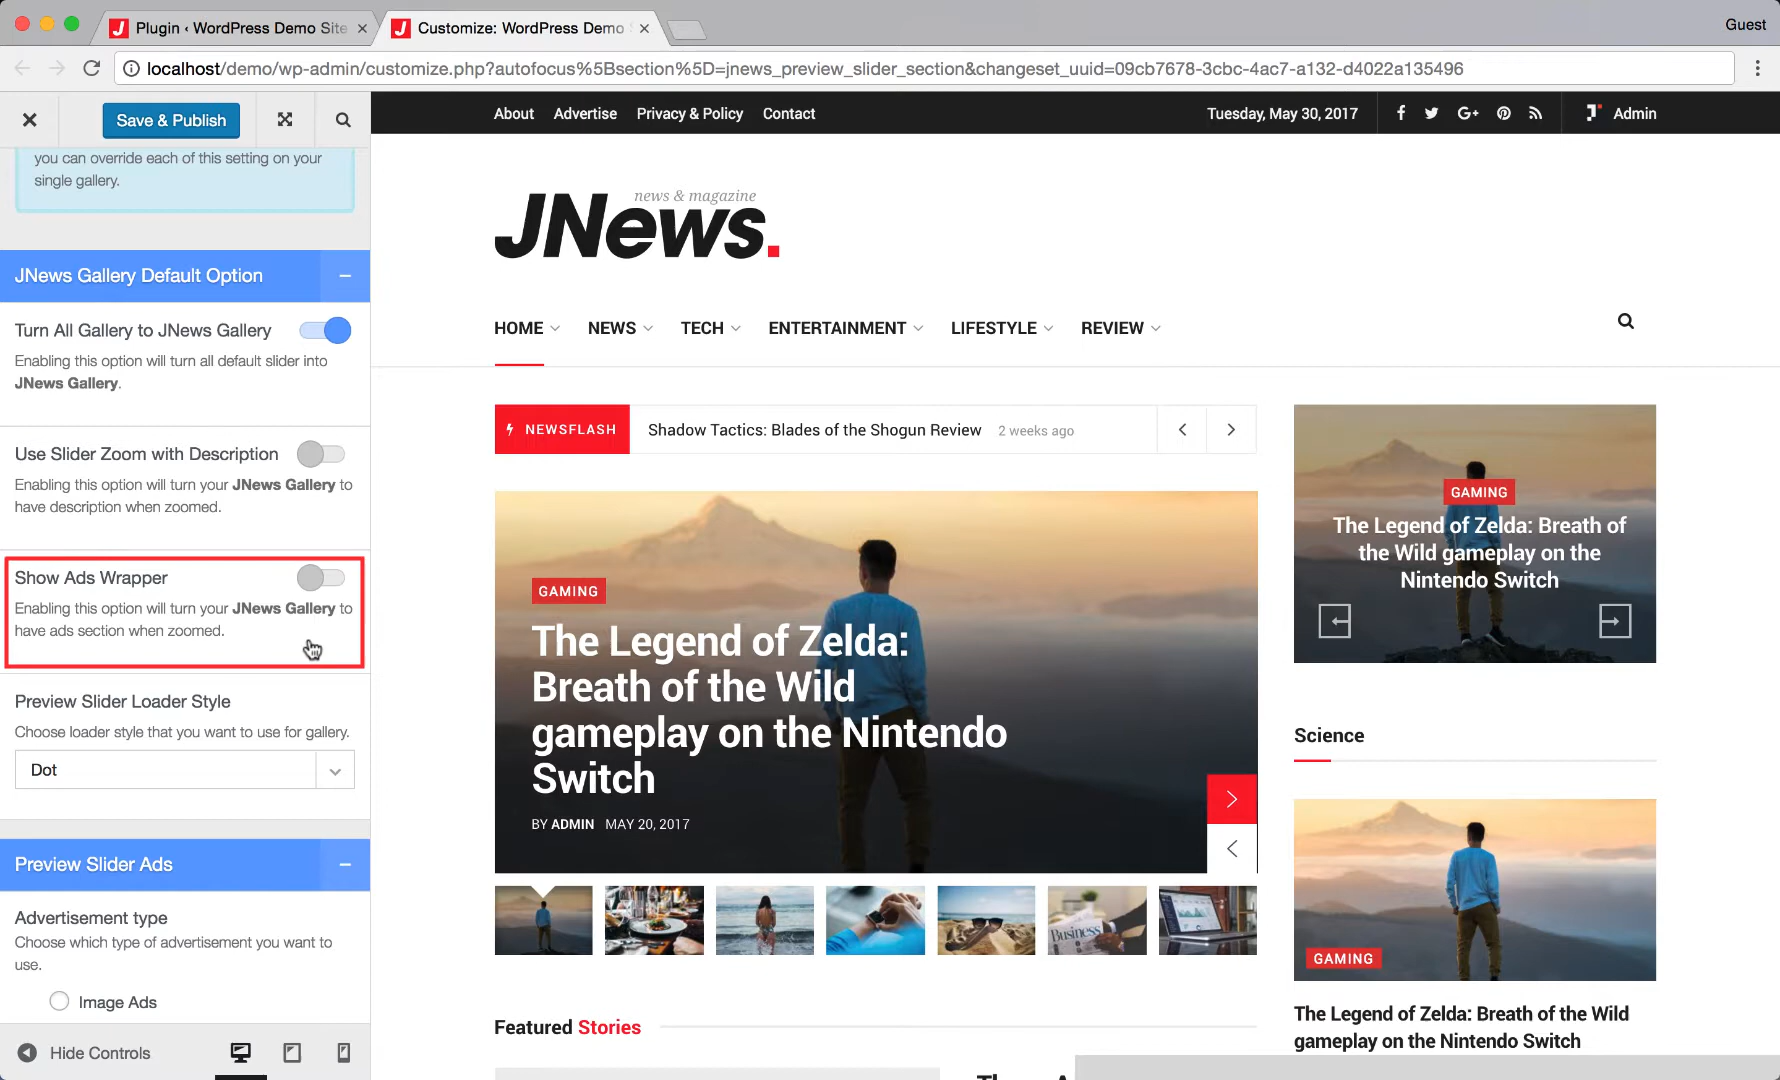 Plugin ‹ WordPress Demo Site
Customize: WordPress Demo
Guest
localhost/demo/wp-admin/customize.php?autofocus%5Bsection%5D=jnews_preview_slider_section&changeset_uuid=09cb7678-3cbc-4ac7-a132-d4022a135496
Save & Publish
you can override each of this setting on your
single gallery.
JNews Gallery Default Option
Turn All Gallery to JNews Gallery
Enabling this option will turn all default slider into
JNews Gallery.
Use Slider Zoom with Description
Enabling this option will turn your JNews Gallery to
have description when zoomed.
Show Ads Wrapper
Enabling this option will turn your JNews Gallery to
have ads section when zoomed.
Preview Slider Loader Style
Choose loader style that you want to use for gallery.
Dot
Preview Slider Ads
Advertisement type
Choose which type of advertisement you want to
use.
Image Ads
Hide Controls
About Advertise Privacy & Policy Contact
Tuesday, May 30, 2017
Admin
news & magazine
JNews.
HOME NEWS TECH ENTERTAINMENT LIFESTYLE REVIEW
NEWSFLASH
Shadow Tactics: Blades of the Shogun Review 2 weeks ago
GAMING
The Legend of Zelda:
Breath of the Wild
gameplay on the Nintendo
Switch
BY ADMIN MAY 20, 2017
Business
Featured Stories
GAMING
The Legend of Zelda: Breath of
the Wild gameplay on the
Nintendo Switch
Science
GAMING
The Legend of Zelda: Breath of the Wild
gameplay on the Nintendo Switch